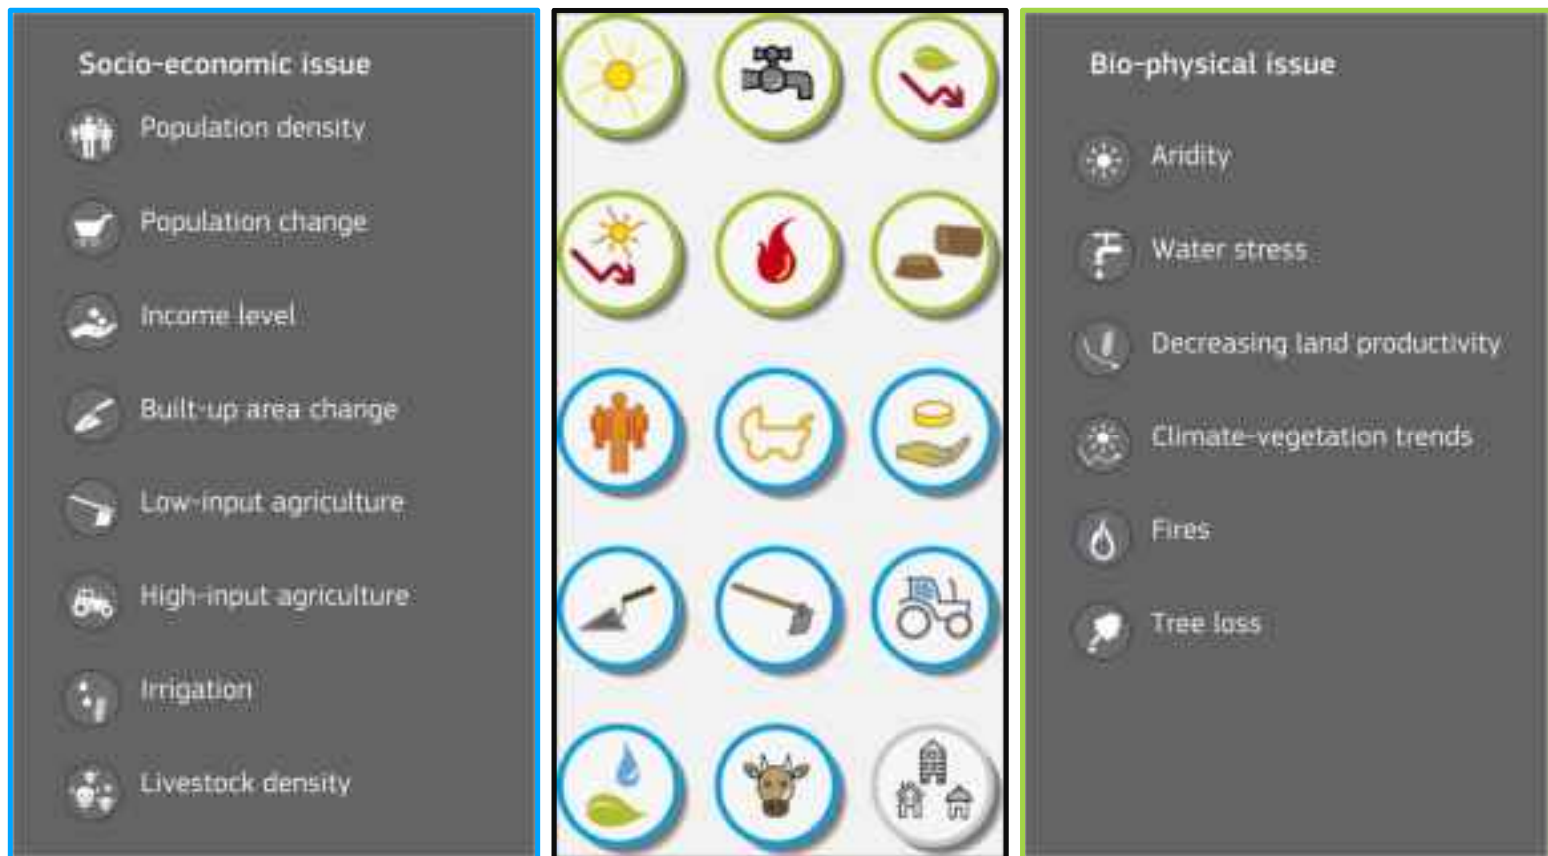 Socio-economic issue
Population density
Population change
Income level
Built-up area change
Low-input agriculture
High-input agriculture
Irrigation
Livestock density
Bio-physical issue
Aridity
Water stress
Decreasing land productivity
Climate-vegetation trends
Fires
Tree loss